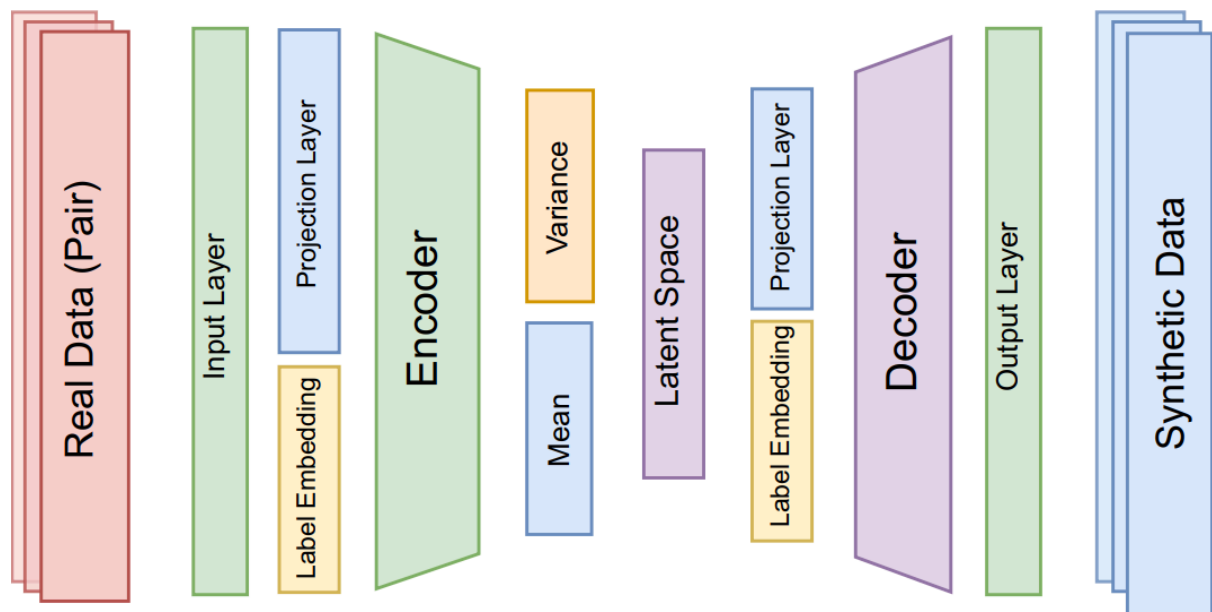 Real Data (Pair)
Input Layer
Projection Layer
Label Embedding
Encoder
Variance
Mean
Latent Space
Projection Layer
Label Embedding
Decoder
Output Layer
Synthetic Data